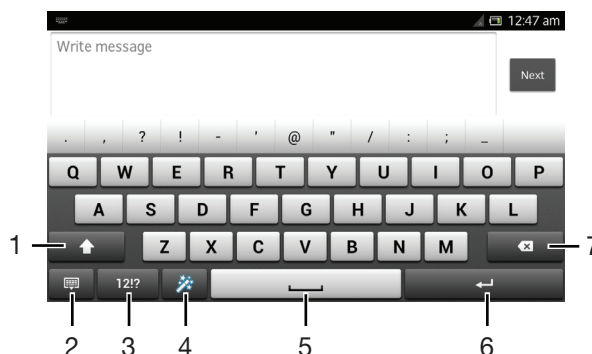 12:47 am
Write message
Next
. , ? ! - ' @ " / : ; _
Q W E R T Y U I O P
A S D F G H J K L
1 Z X C V B N M 7
12!?
2 3 4 5 6